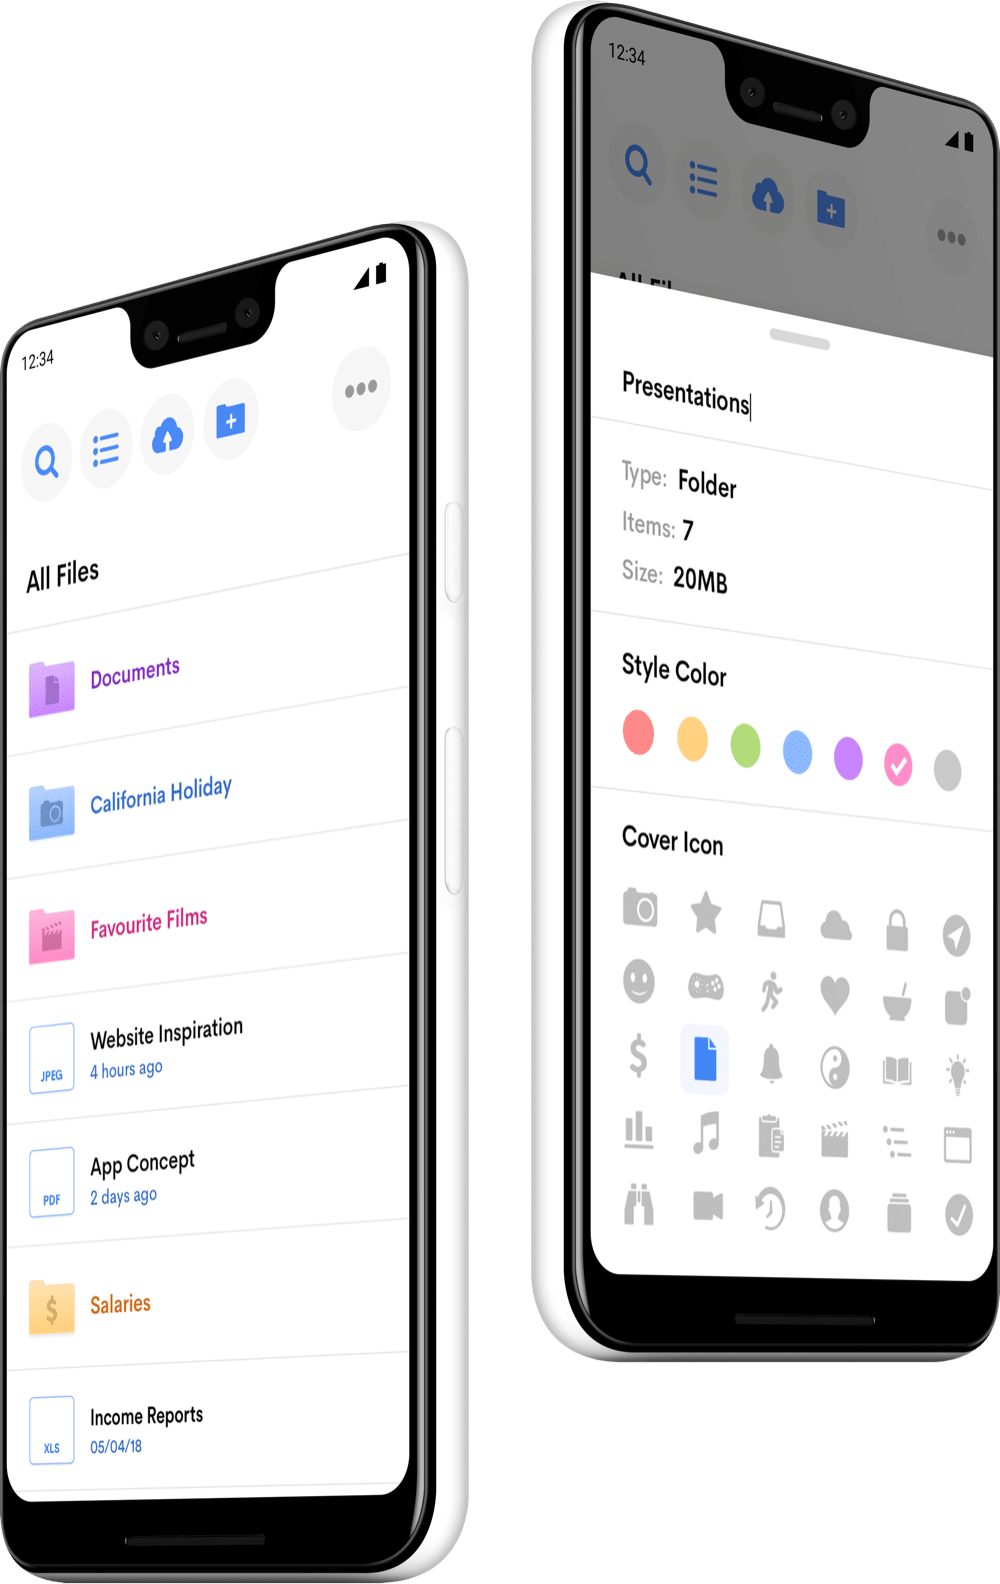 12:34
All Files
Documents
California Holiday
Favourite Films
JPEG
Website Inspiration
4 hours ago
PDF
App Concept
2 days ago
$
Salaries
XLS
Income Reports
05/04/18
12:34
All Fil
Presentations
Type: Folder
Items: 7
Size: 20MB
Style Color
Cover Icon
$